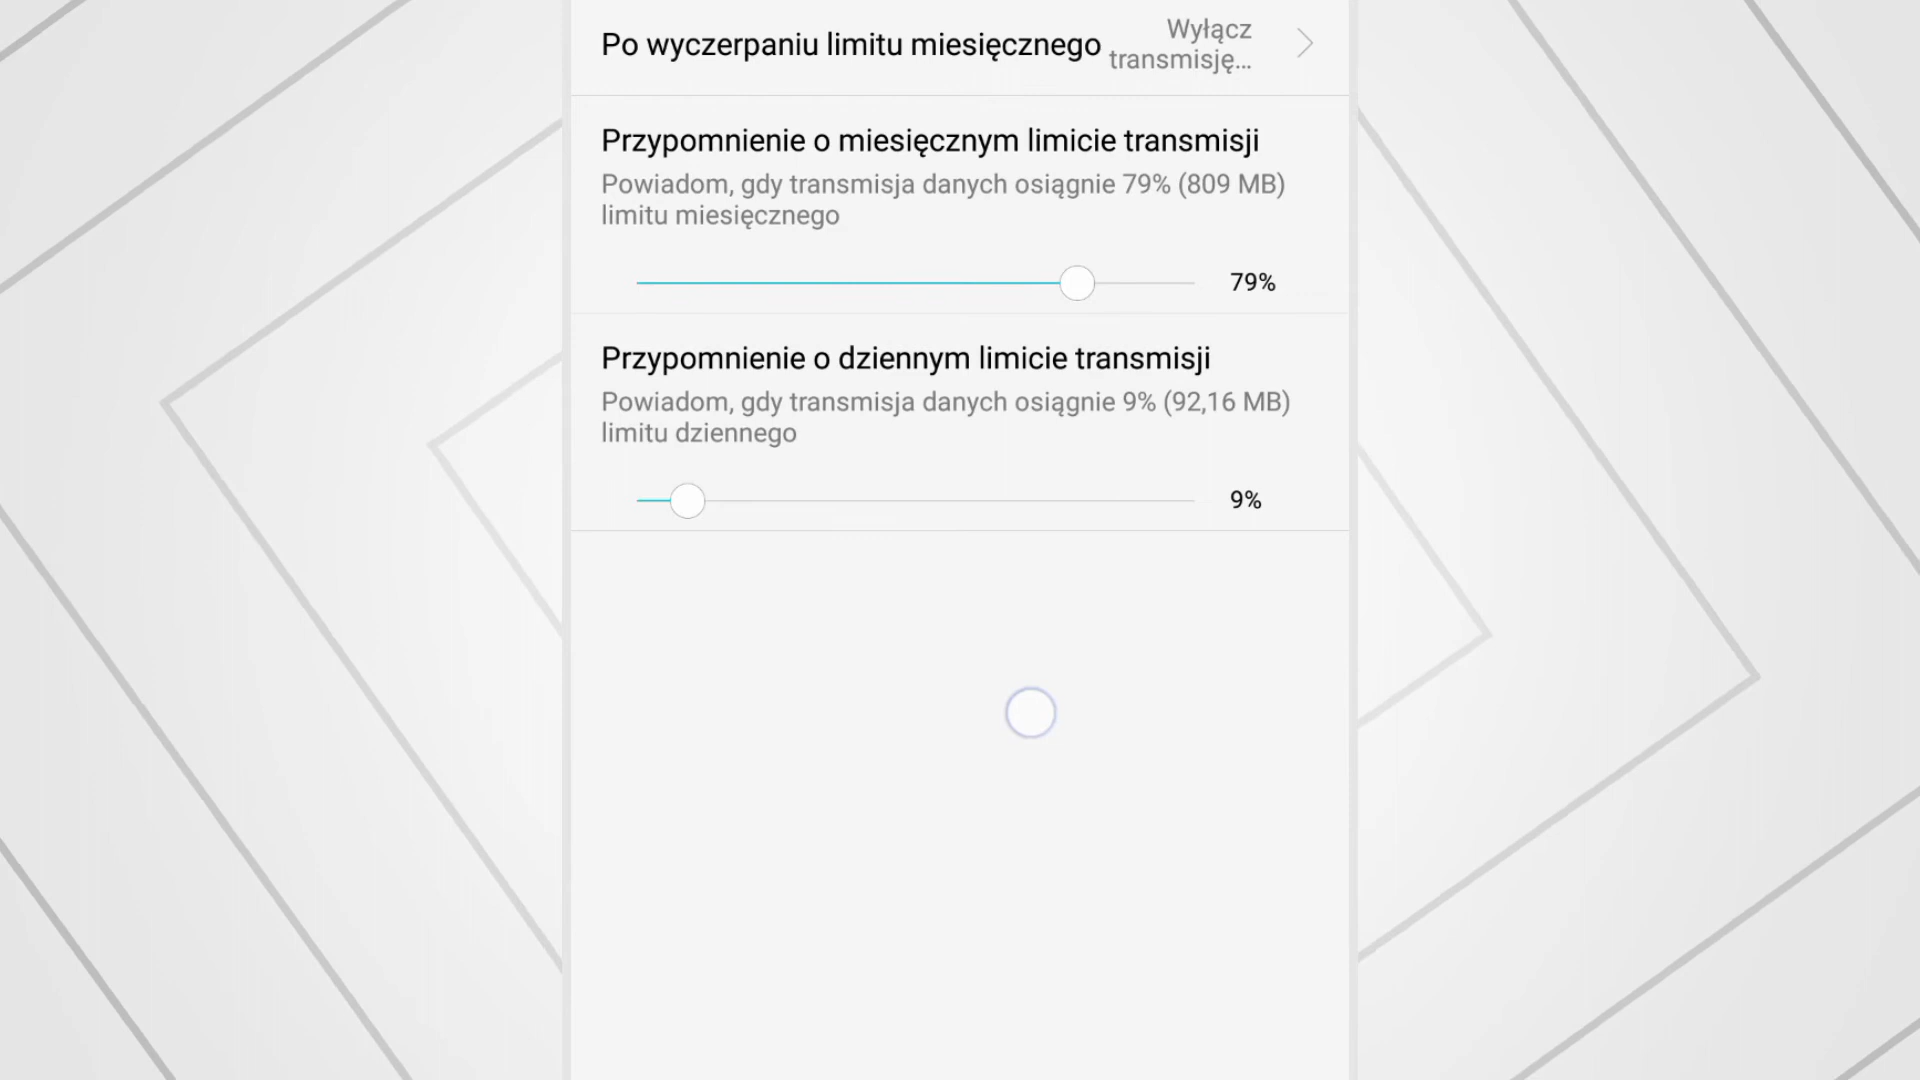 Po wyczerpaniu limitu miesięcznego
Wyłącz
transmisję...
Przypomnienie o miesięcznym limicie transmisji
Powiadom, gdy transmisja danych osiągnie 79% (809 MB)
limitu miesięcznego
79%
Przypomnienie o dziennym limicie transmisji
Powiadom, gdy transmisja danych osiągnie 9% (92,16 MB)
limitu dziennego
9%